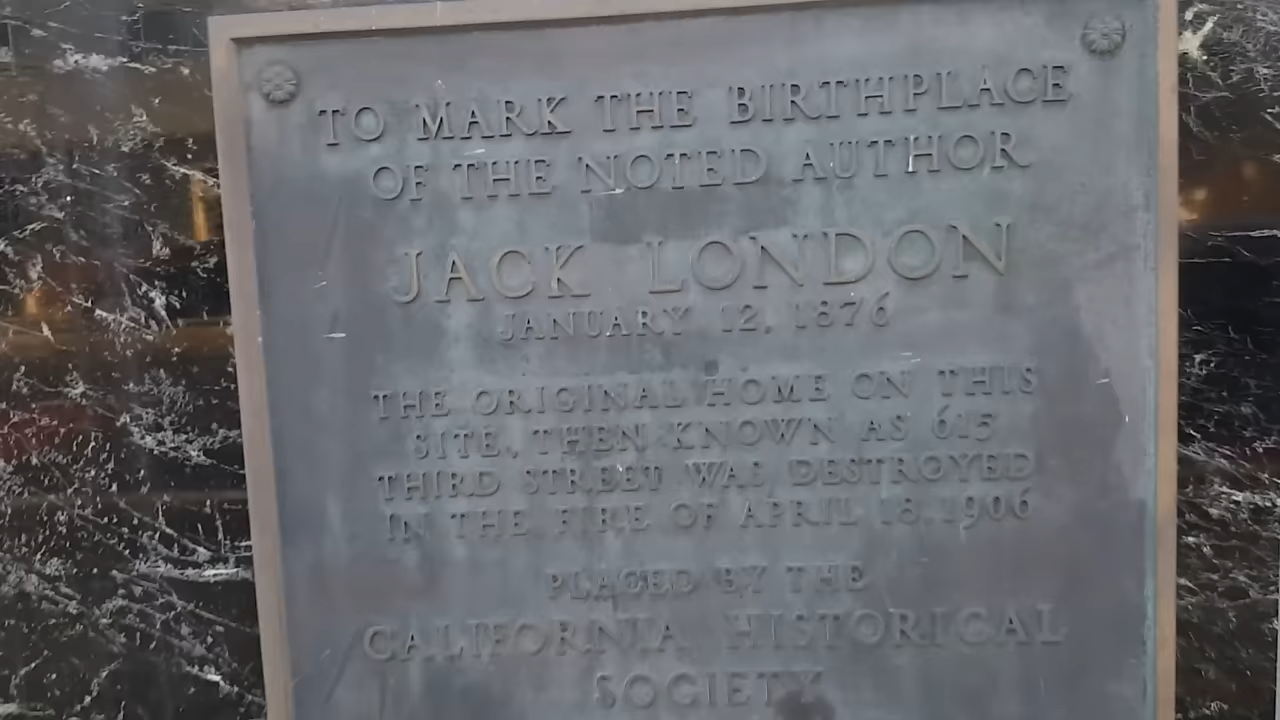 TO MARK THE BIRTHPLACE
OF THE NOTED AUTHOR
JACK LONDON
JANUARY 12, 1876
THE ORIGINAL HOME ON THIS
SITE, THEN KNOWN AS 615
THIRD STREET WAS DESTROYED
IN THE FIRE OF APRIL 18, 1906
PLACED BY THE
CALIFORNIA HISTORICAL
SOCIETY